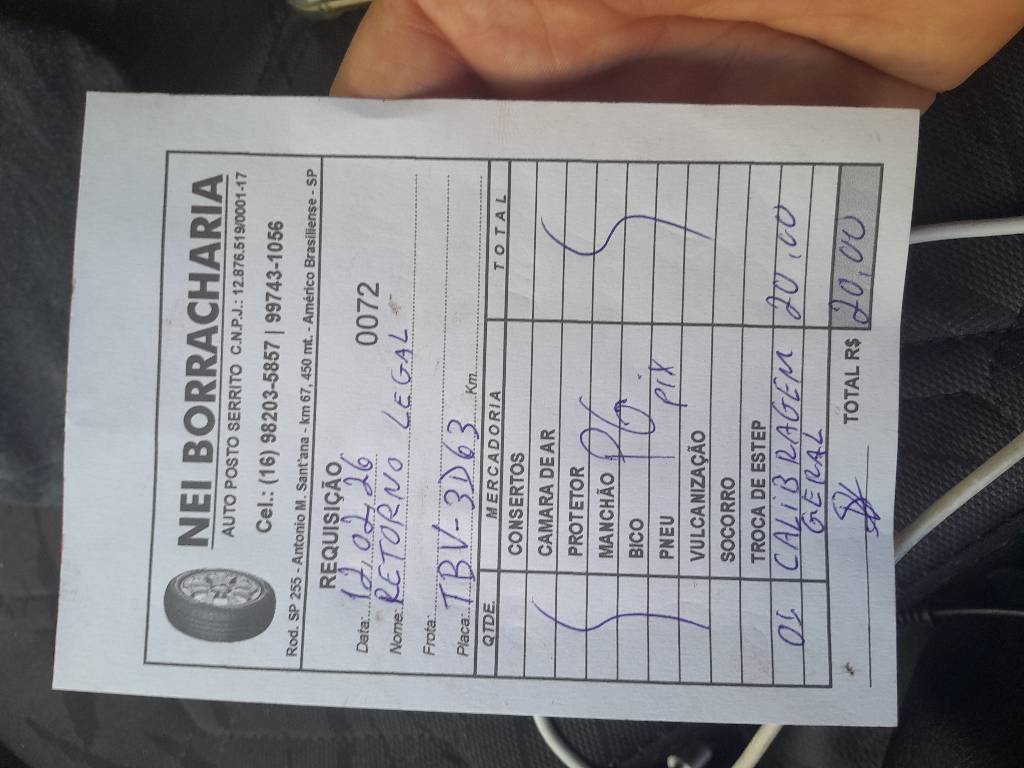 NEI BORRACHARIA
AUTO POSTO SERRITO C.N.P.J.: 12.876.519/0001-17
Cel.: (16) 98203-5857 | 99743-1056
Rod. SP 255 - Antonio M. Sant'ana - km 67, 450 mt. - Américo Brasiliense - SP
REQUISIÇÃO
0072
Data: 12.02.26
Nome: RETORNO LEGAL
Frota:
Placa: TBV-3D63 Km
QTDE. MERCADORIA TOTAL
CONSERTOS
CAMARA DE AR
PROTETOR
MANCHÃO PG
BICO
PNEU PIX
VULCANIZAÇÃO
SOCORRO
TROCA DE ESTEP
01 CALIBRAGEM 20,00
GERAL
TOTAL R$ 20,00